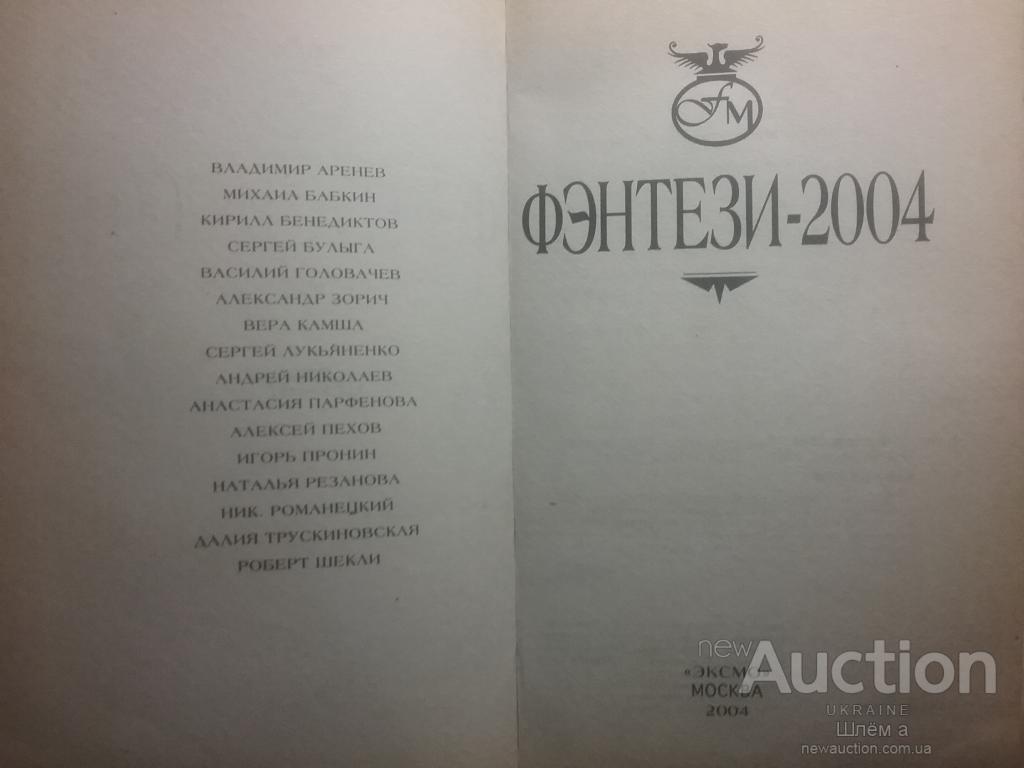 ВЛАДИМИР АРЕНЕВ
МИХАИЛ БАБКИН
КИРИЛЛ БЕНЕДИКТОВ
СЕРГЕЙ БУЛЫГА
ВАСИЛИЙ ГОЛОВАЧЕВ
АЛЕКСАНДР ЗОРИЧ
ВЕРА КАМША
СЕРГЕЙ ЛУКЬЯНЕНКО
АНДРЕЙ НИКОЛАЕВ
АНАСТАСИЯ ПАРФЕНОВА
АЛЕКСЕЙ ПЕХОВ
ИГОРЬ ПРОНИН
НАТАЛЬЯ РЕЗАНОВА
НИК. РОМАНЕЦКИЙ
ДАЛИЯ ТРУСКИНОВСКАЯ
РОБЕРТ ШЕКЛИ
fM
ФЭНТЕЗИ-2004
«ЭКСМО»
МОСКВА
2004
new Auction
UKRAINE
Шлём а
newauction.com.ua